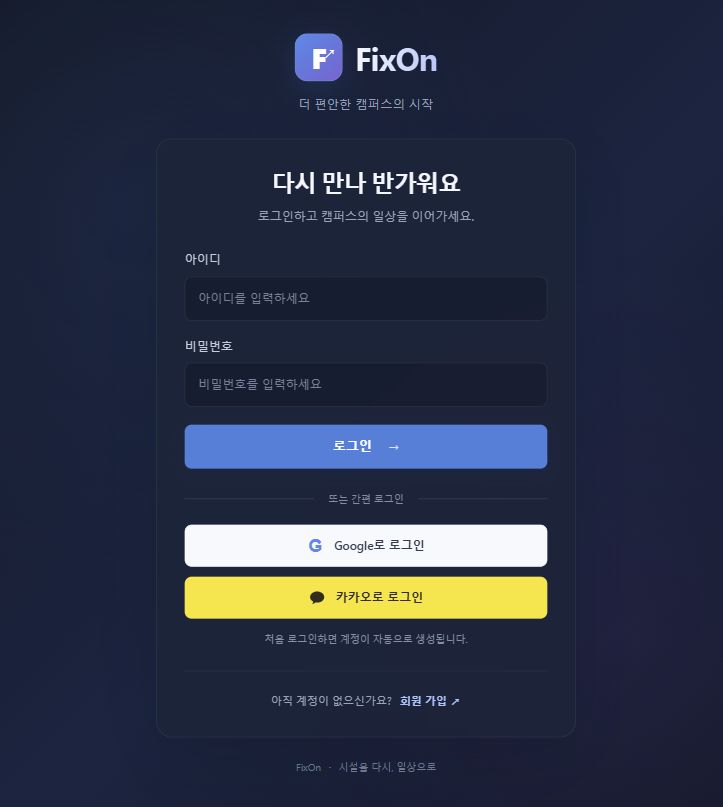 F↗ FixOn
더 편안한 캠퍼스의 시작
다시 만나 반가워요
로그인하고 캠퍼스의 일상을 이어가세요.
아이디
아이디를 입력하세요
비밀번호
비밀번호를 입력하세요
로그인 →
또는 간편 로그인
G Google로 로그인
카카오로 로그인
처음 로그인하면 계정이 자동으로 생성됩니다.
아직 계정이 없으신가요? 회원 가입 ↗
FixOn · 시설을 다시, 일상으로